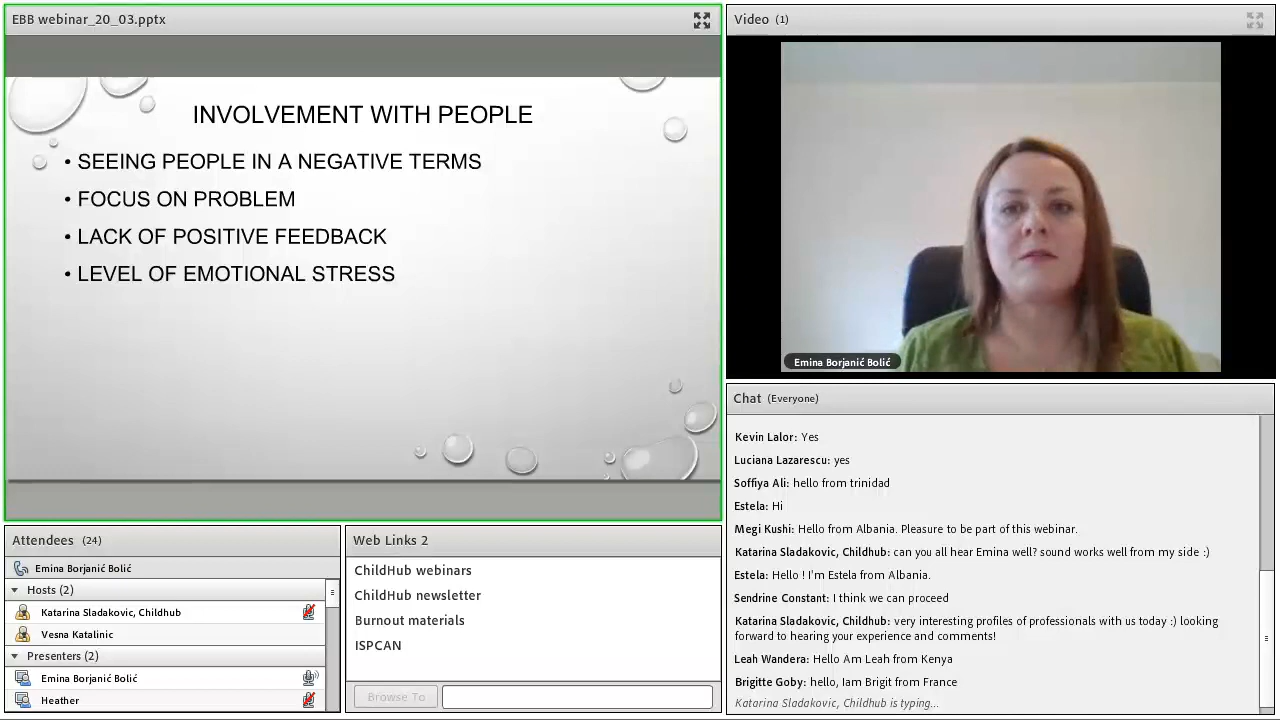 EBB webinar_20_03.pptx
INVOLVEMENT WITH PEOPLE
• SEEING PEOPLE IN A NEGATIVE TERMS
• FOCUS ON PROBLEM
• LACK OF POSITIVE FEEDBACK
• LEVEL OF EMOTIONAL STRESS
Video (1)
Emina Borjanić Bolić
Chat (Everyone)
Kevin Lalor: Yes
Luciana Lazarescu: yes
Soffiya Ali: hello from trinidad
Estela: Hi
Megi Kushi: Hello from Albania. Pleasure to be part of this webinar.
Katarina Sladakovic, Childhub: can you all hear Emina well? sound works well from my side :)
Estela: Hello ! I'm Estela from Albania.
Sendrine Constant: I think we can proceed
Katarina Sladakovic, Childhub: very interesting profiles of professionals with us today :) looking
forward to hearing your experience and comments!
Leah Wandera: Hello Am Leah from Kenya
Brigitte Goby: hello, Iam Brigit from France
Katarina Sladakovic, Childhub is typing...
Attendees (24)
Emina Borjanić Bolić
Hosts (2)
Katarina Sladakovic, Childhub
Vesna Katalinic
Presenters (2)
Emina Borjanić Bolić
Heather
Web Links 2
ChildHub webinars
ChildHub newsletter
Burnout materials
ISPCAN
Browse To